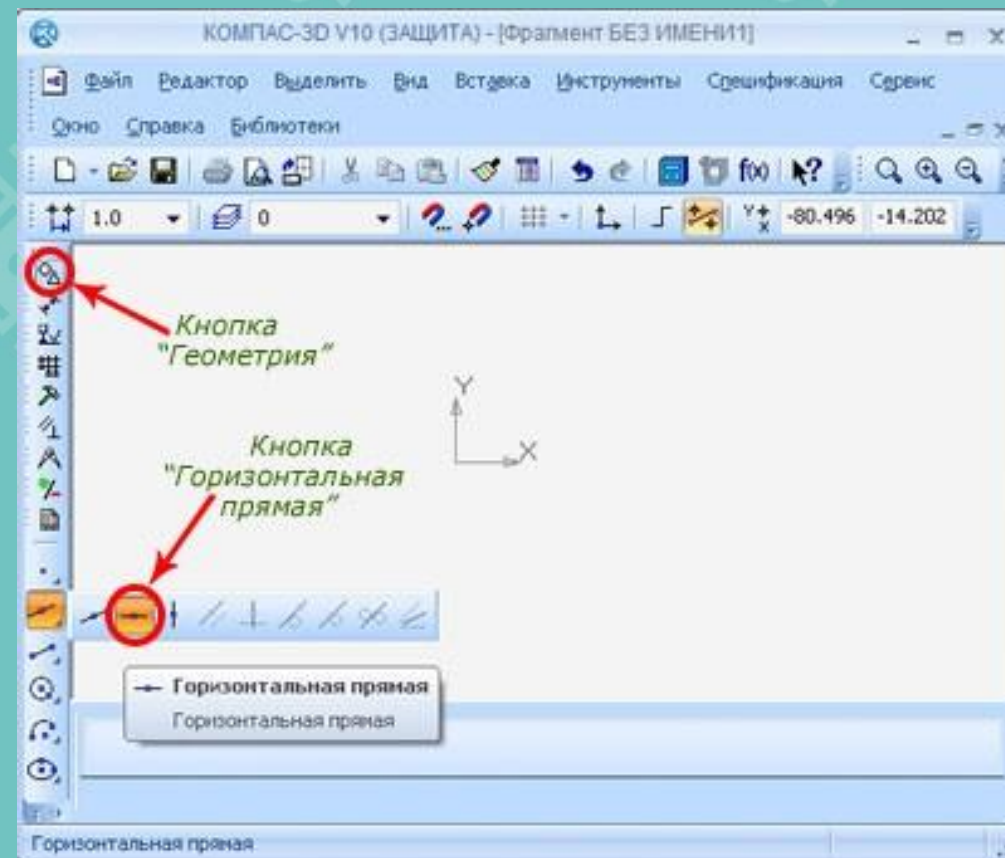 КОМПАС-3D V10 (ЗАЩИТА) - [Фрагмент БЕЗ ИМЕНИ1]
Файл Редактор Выделить Вид Вставка Инструменты Спецификация Сервис
Окно Справка Библиотеки
f(x) ?
1.0 0 Y X -80.496 -14.202
Кнопка
"Геометрия"
Y
X
Кнопка
"Горизонтальная
прямая"
Горизонтальная прямая
Горизонтальная прямая
Горизонтальная прямая